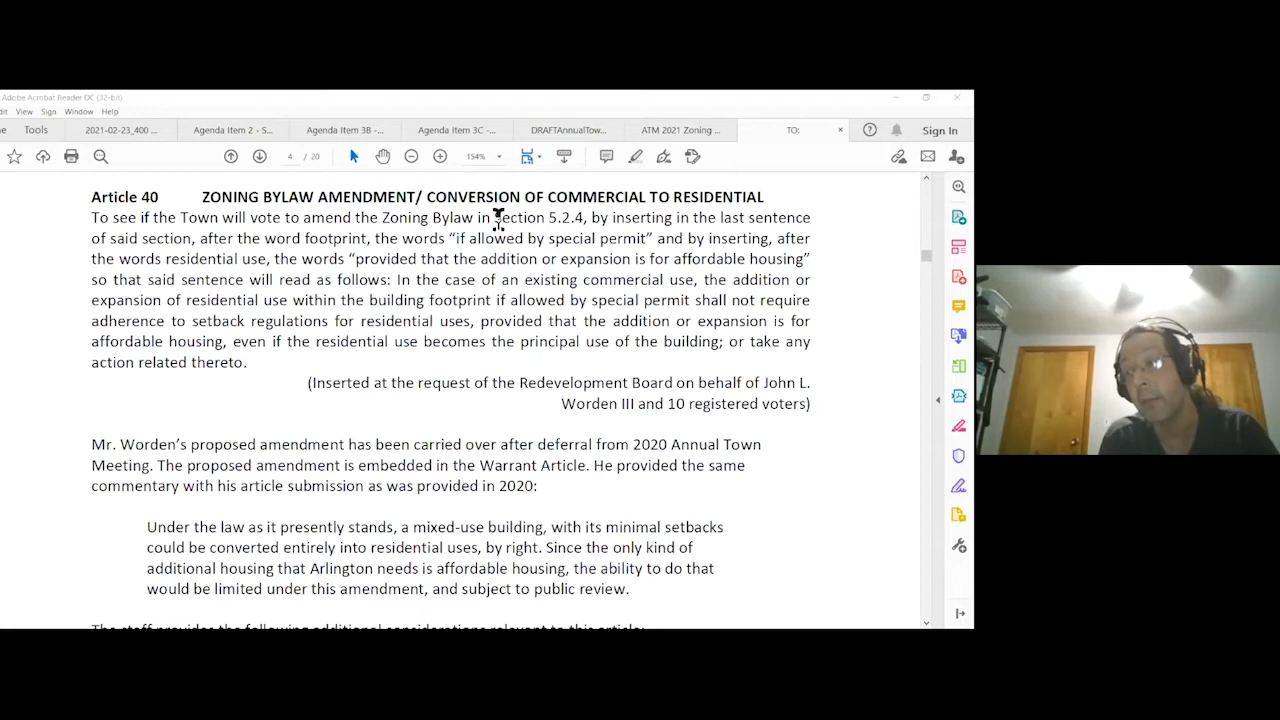 Adobe Acrobat Reader DC (32-bit)
View Sign Window Help
Tools 2021-02-23_400 ... Agenda Item 2 - S... Agenda Item 3B -... Agenda Item 3C -... DRAFTAnnualTow... ATM 2021 Zoning ... TO: Sign In
4 / 20 154%
Article 40 ZONING BYLAW AMENDMENT/ CONVERSION OF COMMERCIAL TO RESIDENTIAL
To see if the Town will vote to amend the Zoning Bylaw in Section 5.2.4, by inserting in the last sentence
of said section, after the word footprint, the words “if allowed by special permit” and by inserting, after
the words residential use, the words “provided that the addition or expansion is for affordable housing”
so that said sentence will read as follows: In the case of an existing commercial use, the addition or
expansion of residential use within the building footprint if allowed by special permit shall not require
adherence to setback regulations for residential uses, provided that the addition or expansion is for
affordable housing, even if the residential use becomes the principal use of the building; or take any
action related thereto.
(Inserted at the request of the Redevelopment Board on behalf of John L.
Worden III and 10 registered voters)
Mr. Worden’s proposed amendment has been carried over after deferral from 2020 Annual Town
Meeting. The proposed amendment is embedded in the Warrant Article. He provided the same
commentary with his article submission as was provided in 2020:
Under the law as it presently stands, a mixed-use building, with its minimal setbacks
could be converted entirely into residential uses, by right. Since the only kind of
additional housing that Arlington needs is affordable housing, the ability to do that
would be limited under this amendment, and subject to public review.
The staff provides the following additional considerations relevant to this article: